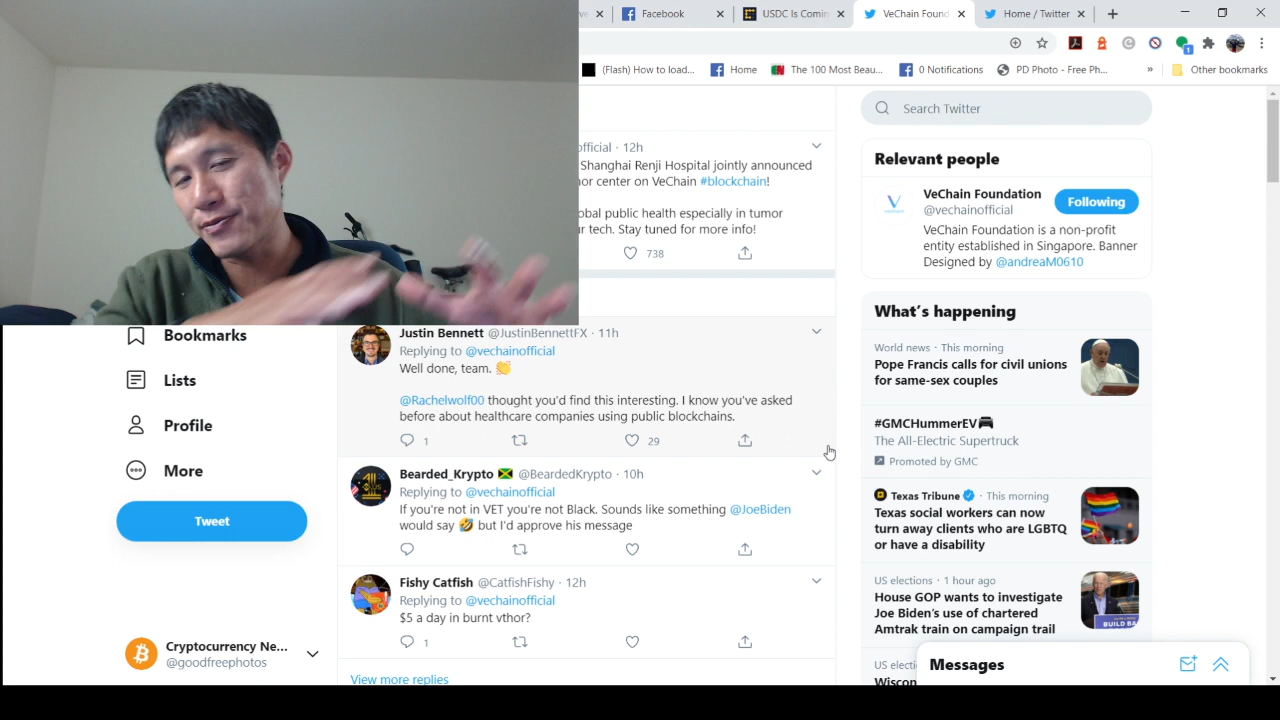 Facebook
USDC Is Comin
VeChain Found
Home / Twitter
(Flash) How to load...
Home
The 100 Most Beau...
0 Notifications
PD Photo - Free Ph...
»
Other bookmarks
Search Twitter
fficial · 12h
Shanghai Renji Hospital jointly announced
or center on VeChain #blockchain!
obal public health especially in tumor
r tech. Stay tuned for more info!
738
Relevant people
VeChain Foundation
@vechainofficial
Following
VeChain Foundation is a non-profit
entity established in Singapore. Banner
Designed by @andreaM0610
What's happening
World news · This morning
Pope Francis calls for civil unions
for same-sex couples
#GMCHummerEV
The All-Electric Supertruck
Promoted by GMC
Texas Tribune · This morning
Texas social workers can now
turn away clients who are LGBTQ
or have a disability
US elections · 1 hour ago
House GOP wants to investigate
Joe Biden's use of chartered
Amtrak train on campaign trail
US electi
Wiscon
Messages
Bookmarks
Lists
Profile
More
Tweet
Cryptocurrency Ne...
@goodfreephotos
Justin Bennett @JustinBennettFX · 11h
Replying to @vechainofficial
Well done, team. 👏
@Rachelwolf00 thought you'd find this interesting. I know you've asked
before about healthcare companies using public blockchains.
1
29
Bearded_Krypto 🇯🇲 @BeardedKrypto · 10h
Replying to @vechainofficial
If you're not in VET you're not Black. Sounds like something @JoeBiden
would say 🤣 but I'd approve his message
Fishy Catfish @CatfishFishy · 12h
Replying to @vechainofficial
$5 a day in burnt vthor?
1
View more replies